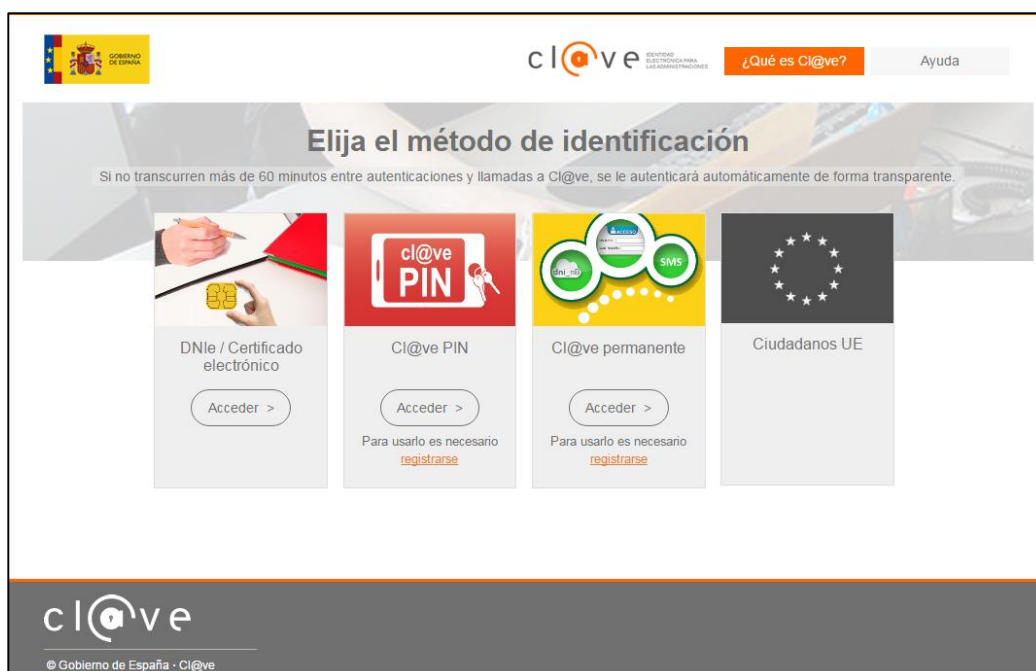 GOBIERNO
DE ESPAÑA
cl@ve
IDENTIDAD
ELECTRÓNICA PARA
LAS ADMINISTRACIONES
¿Qué es Cl@ve?
Ayuda
Elija el método de identificación
Si no transcurren más de 60 minutos entre autenticaciones y llamadas a Cl@ve, se le autenticará automáticamente de forma transparente.
cl@ve
PIN
ACCESO
dni_nB
SMS
DNIe / Certificado
electrónico
Acceder >
Cl@ve PIN
Acceder >
Para usarlo es necesario
registrarse
Cl@ve permanente
Acceder >
Para usarlo es necesario
registrarse
Ciudadanos UE
cl@ve
© Gobierno de España · Cl@ve